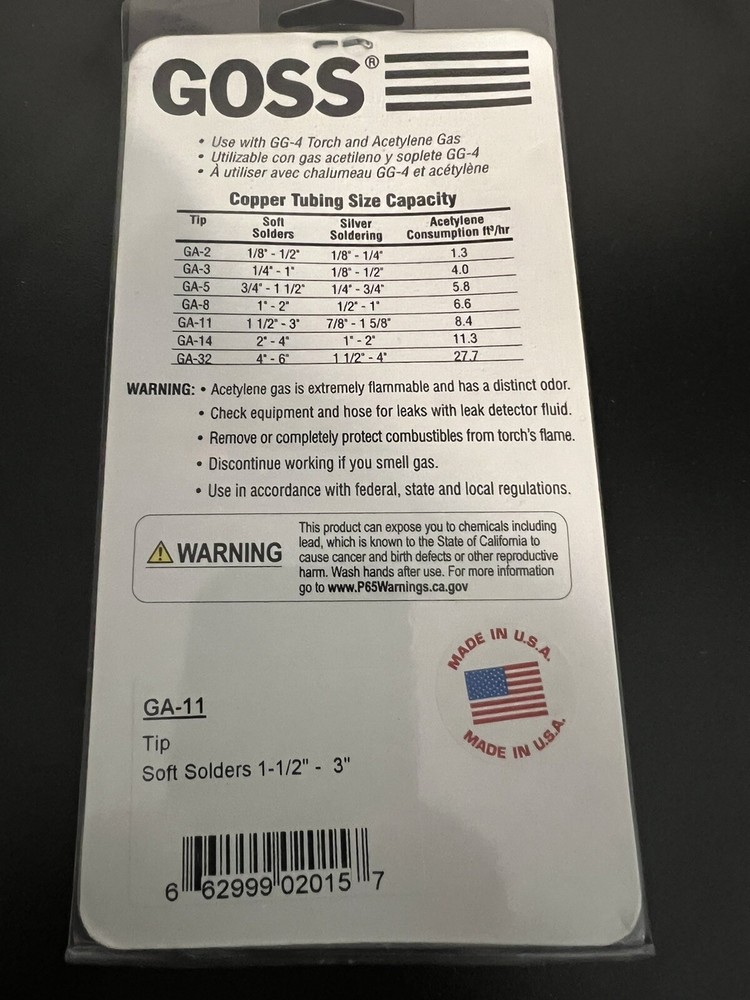 GOSS®
• Use with GG-4 Torch and Acetylene Gas
• Utilizable con gas acetileno y soplete GG-4
• À utiliser avec chalumeau GG-4 et acétylène
Copper Tubing Size Capacity
Tip Soft Solders Silver Soldering Acetylene Consumption ft³/hr
GA-2 1/8" - 1/2" 1/8" - 1/4" 1.3
GA-3 1/4" - 1" 1/8" - 1/2" 4.0
GA-5 3/4" - 1 1/2" 1/4" - 3/4" 5.8
GA-8 1" - 2" 1/2" - 1" 6.6
GA-11 1 1/2" - 3" 7/8" - 1 5/8" 8.4
GA-14 2" - 4" 1" - 2" 11.3
GA-32 4" - 6" 1 1/2" - 4" 27.7
WARNING: • Acetylene gas is extremely flammable and has a distinct odor.
• Check equipment and hose for leaks with leak detector fluid.
• Remove or completely protect combustibles from torch's flame.
• Discontinue working if you smell gas.
• Use in accordance with federal, state and local regulations.
WARNING
This product can expose you to chemicals including
lead, which is known to the State of California to
cause cancer and birth defects or other reproductive
harm. Wash hands after use. For more information
go to www.P65Warnings.ca.gov
MADE IN U.S.A.
MADE IN U.S.A.
GA-11
Tip
Soft Solders 1-1/2" - 3"
6 62999 02015 7